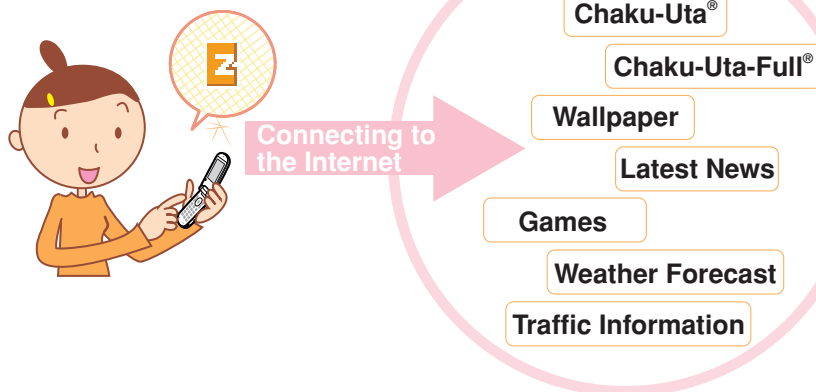 Chaku-Uta®
Chaku-Uta-Full®
Z
Connecting to
the Internet
Wallpaper
Latest News
Games
Weather Forecast
Traffic Information